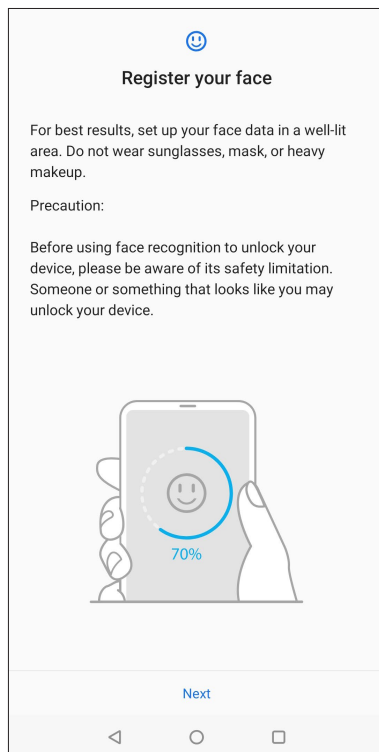 Register your face
For best results, set up your face data in a well-lit
area. Do not wear sunglasses, mask, or heavy
makeup.
Precaution:
Before using face recognition to unlock your
device, please be aware of its safety limitation.
Someone or something that looks like you may
unlock your device.
70%
Next